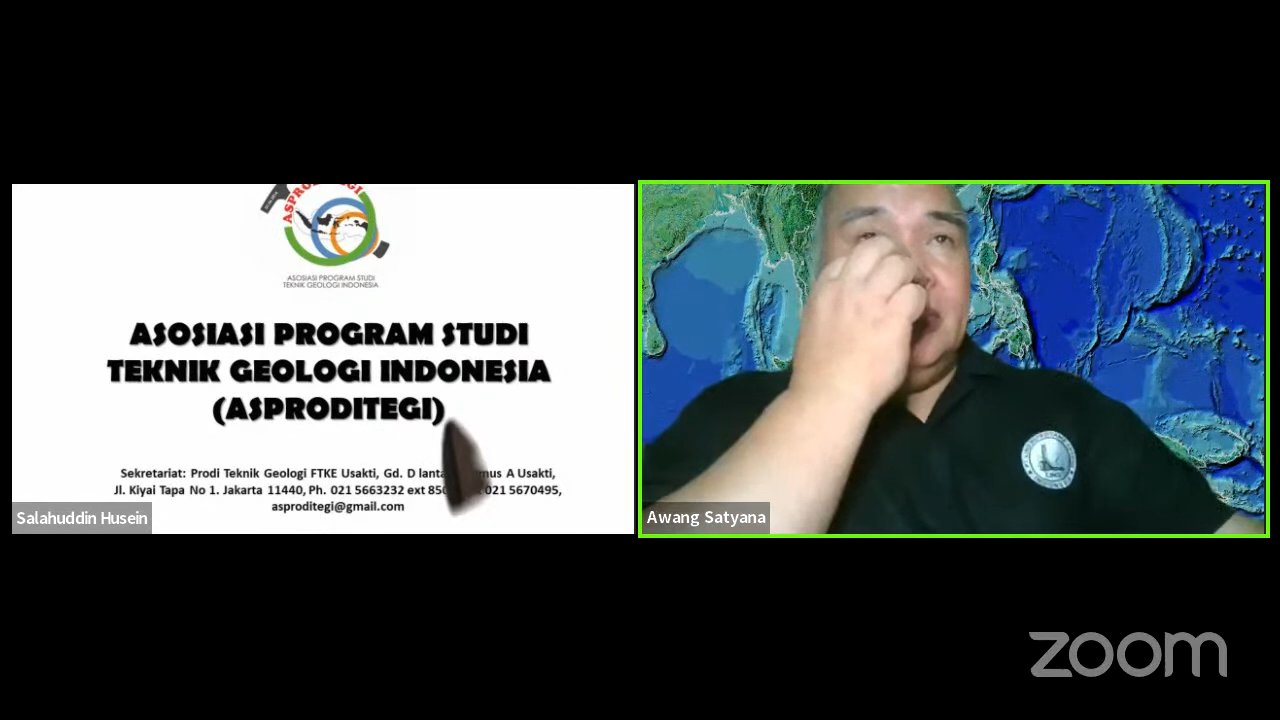 ASOSIASI PROGRAM STUDI
TEKNIK GEOLOGI INDONESIA
ASOSIASI PROGRAM STUDI
TEKNIK GEOLOGI INDONESIA
(ASPRODITEGI)
Sekretariat: Prodi Teknik Geologi FTKE Usakti, Gd. D A Usakti,
Jl. Kiyai Tapa No 1. Jakarta 11440, Ph. 021 5663232 ext 021 5670495,
asproditegi@gmail.com
Salahuddin Husein
Awang Satyana
zoom